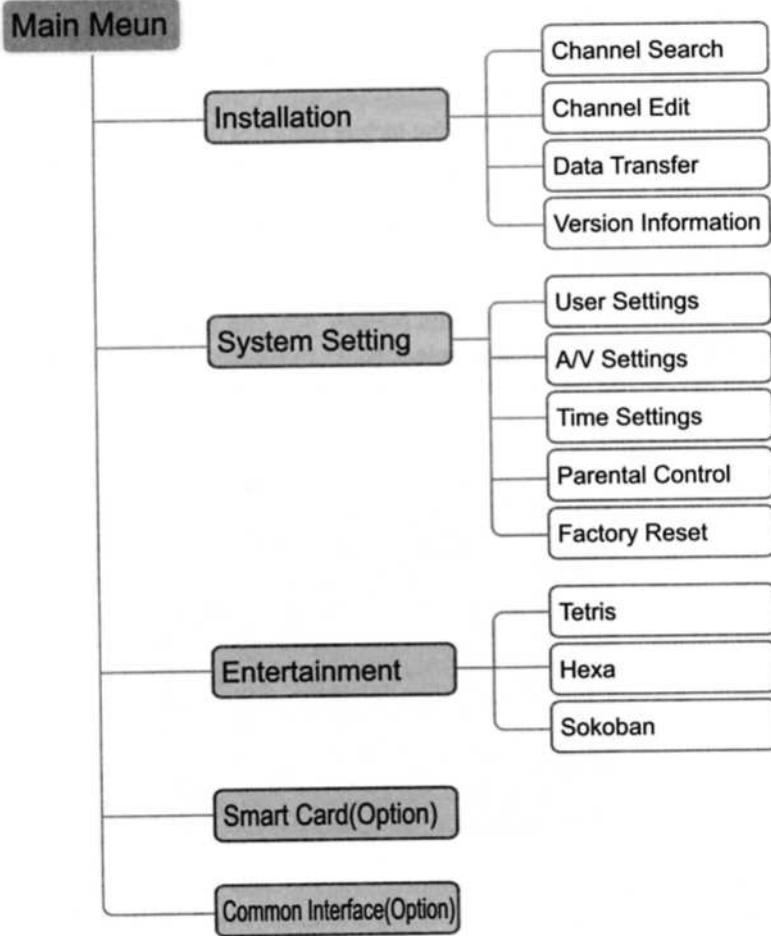 Main Meun
Installation
Channel Search
Channel Edit
Data Transfer
Version Information
System Setting
User Settings
A/V Settings
Time Settings
Parental Control
Factory Reset
Entertainment
Tetris
Hexa
Sokoban
Smart Card(Option)
Common Interface(Option)